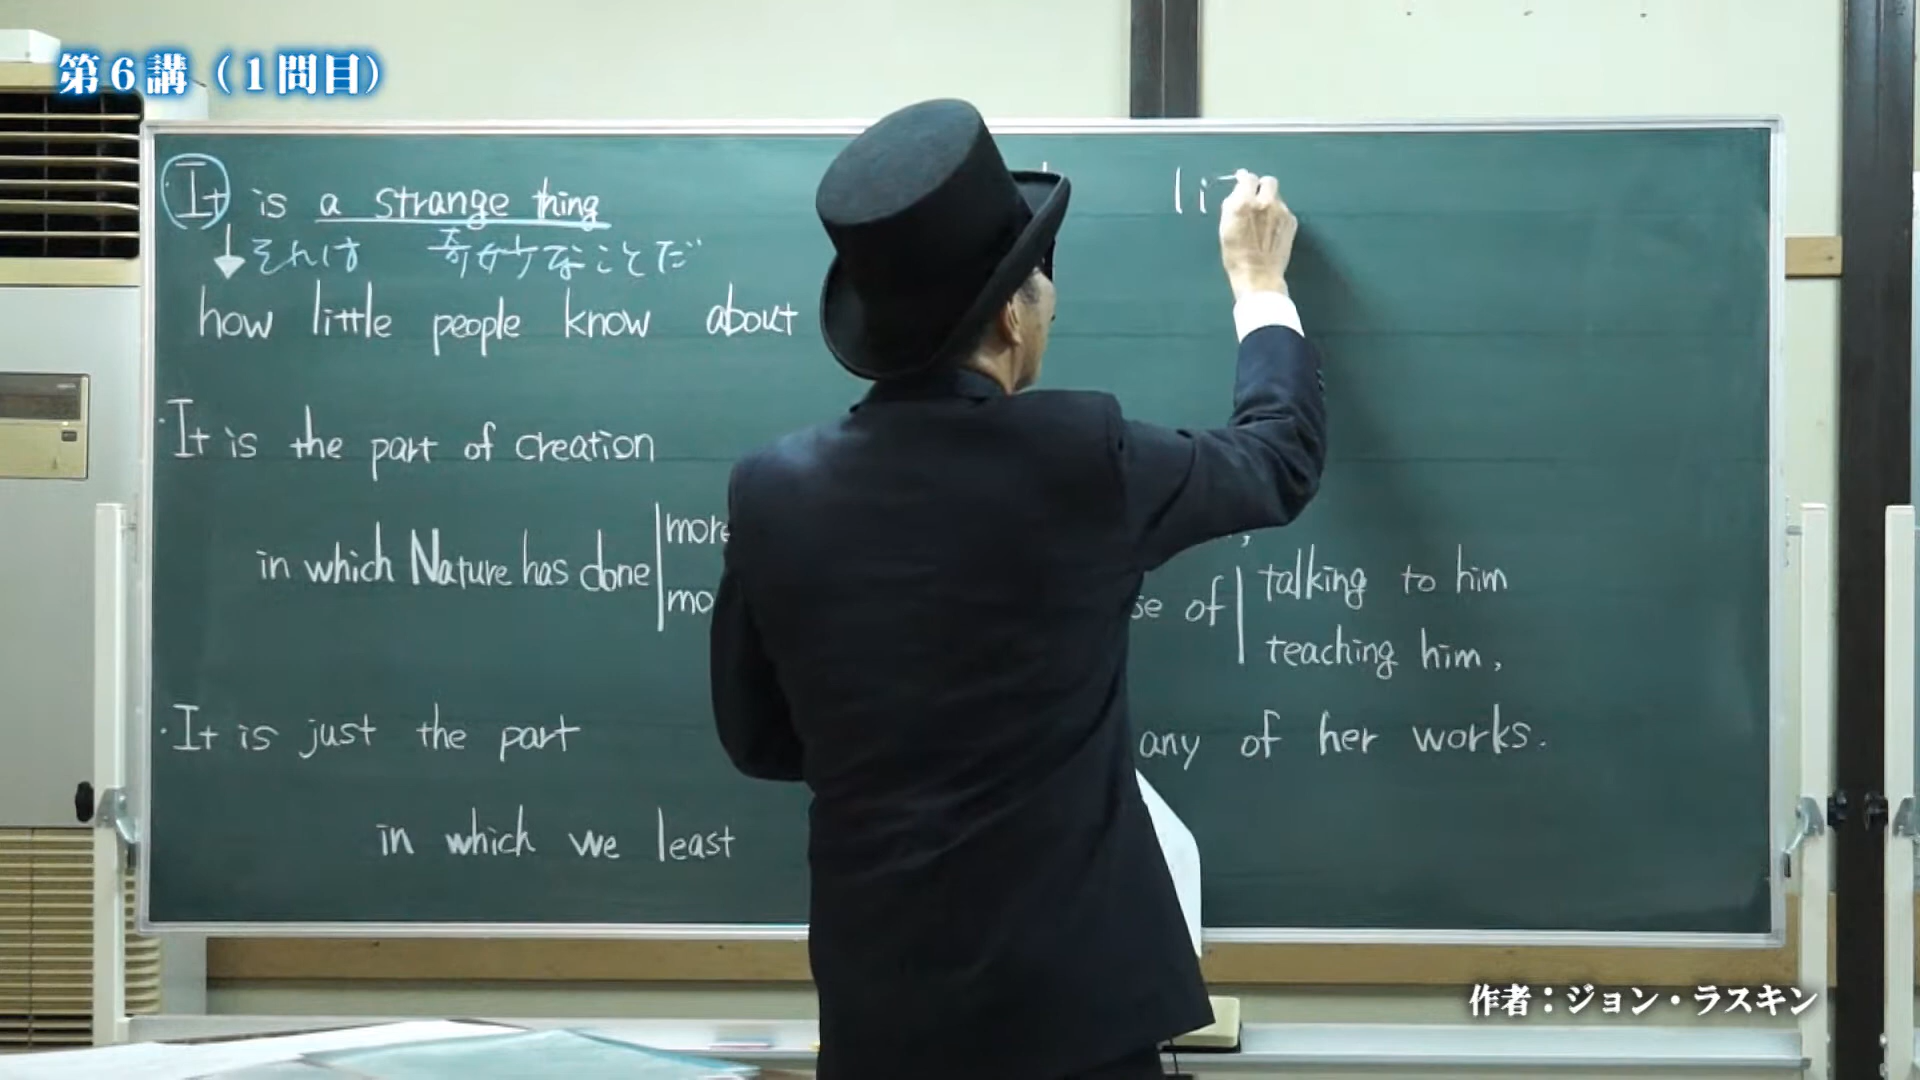 第6講（1問目）
It is a strange thing
それは 奇妙なことだ
how little people know about
li
・It is the part of creation
in which Nature has done
more
talking to him
of
teaching him,
・It is just the part
any of her works.
in which we least
作者：ジョン・ラスキン